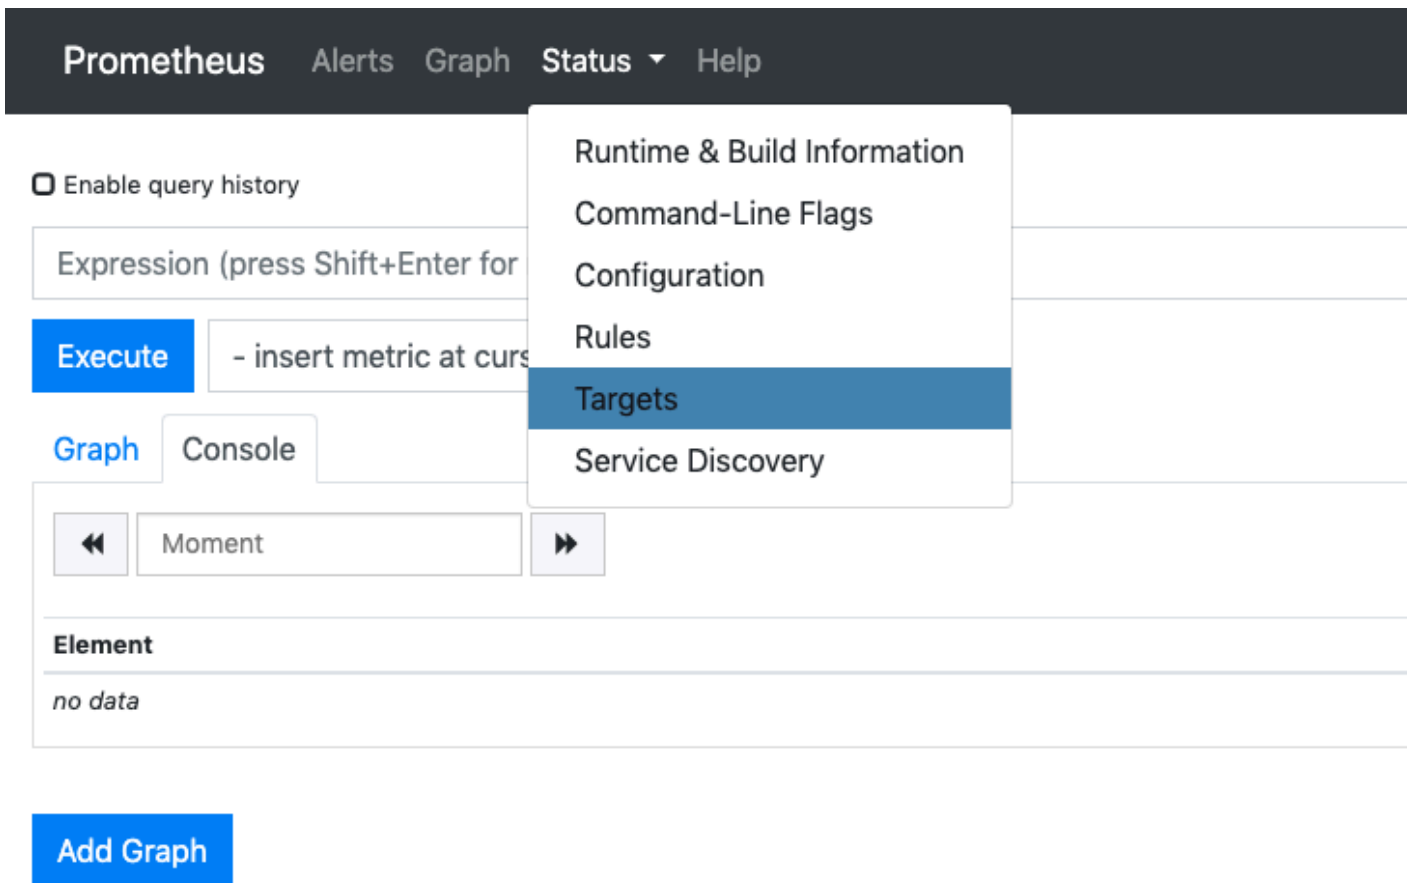 Prometheus Alerts Graph Status Help
Runtime & Build Information
Enable query history
Command-Line Flags
Expression (press Shift+Enter for
Configuration
Rules
Execute
- insert metric at curs
Targets
Graph Console
Service Discovery
Moment
Element
no data
Add Graph